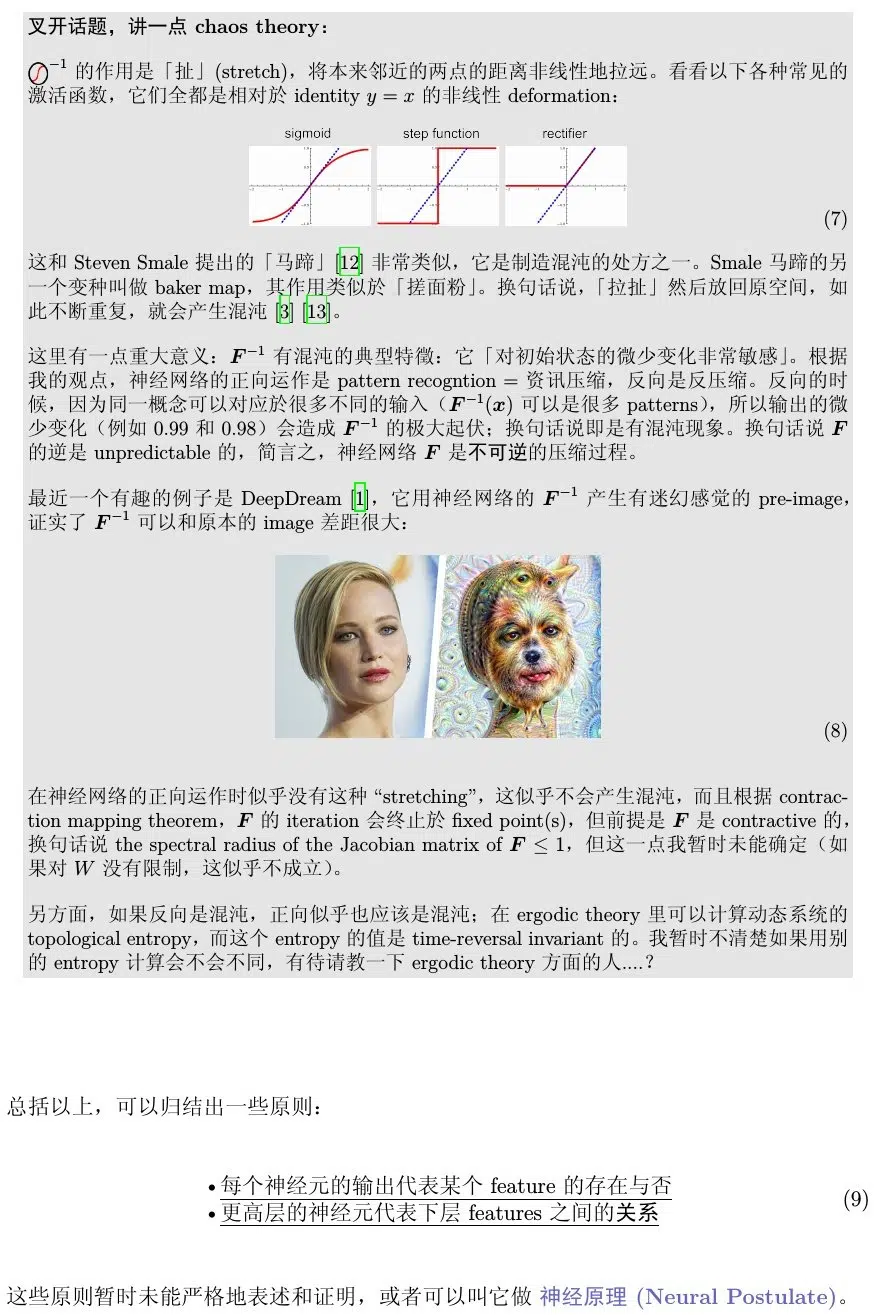 叉开话题，讲一点 chaos theory：
⁻¹ 的作用是「扯」(stretch)，将本来邻近的两点的距离非线性地拉远。看看以下各种常见的
激活函数，它们全都是相对於 identity y = x 的非线性 deformation：
sigmoid step function rectifier
(7)
这和 Steven Smale 提出的「马蹄」[12] 非常类似，它是制造混沌的处方之一。Smale 马蹄的另
一个变种叫做 baker map，其作用类似於「搓面粉」。换句话说，「拉扯」然后放回原空间，如
此不断重复，就会产生混沌 [3] [13]。
这里有一点重大意义：F⁻¹ 有混沌的典型特徵：它「对初始状态的微少变化非常敏感」。根据
我的观点，神经网络的正向运作是 pattern recogntion = 资讯压缩，反向是反压缩。反向的时
候，因为同一概念可以对应於很多不同的输入（F⁻¹(x) 可以是很多 patterns），所以输出的微
少变化（例如 0.99 和 0.98）会造成 F⁻¹ 的极大起伏；换句话说即是有混沌现象。换句话说 F
的逆是 unpredictable 的，简言之，神经网络 F 是不可逆的压缩过程。
最近一个有趣的例子是 DeepDream [1]，它用神经网络的 F⁻¹ 产生有迷幻感觉的 pre-image，
证实了 F⁻¹ 可以和原本的 image 差距很大：
(8)
在神经网络的正向运作时似乎没有这种 “stretching”，这似乎不会产生混沌，而且根据 contrac-
tion mapping theorem，F 的 iteration 会终止於 fixed point(s)，但前提是 F 是 contractive 的，
换句话说 the spectral radius of the Jacobian matrix of F ≤ 1，但这一点我暂时未能确定（如
果对 W 没有限制，这似乎不成立）。
另方面，如果反向是混沌，正向似乎也应该是混沌；在 ergodic theory 里可以计算动态系统的
topological entropy，而这个 entropy 的值是 time-reversal invariant 的。我暂时不清楚如果用别
的 entropy 计算会不会不同，有待请教一下 ergodic theory 方面的人....？
总括以上，可以归结出一些原则：
• 每个神经元的输出代表某个 feature 的存在与否
• 更高层的神经元代表下层 features 之间的关系
(9)
这些原则暂时未能严格地表述和证明，或者可以叫它做 神经原理 (Neural Postulate)。